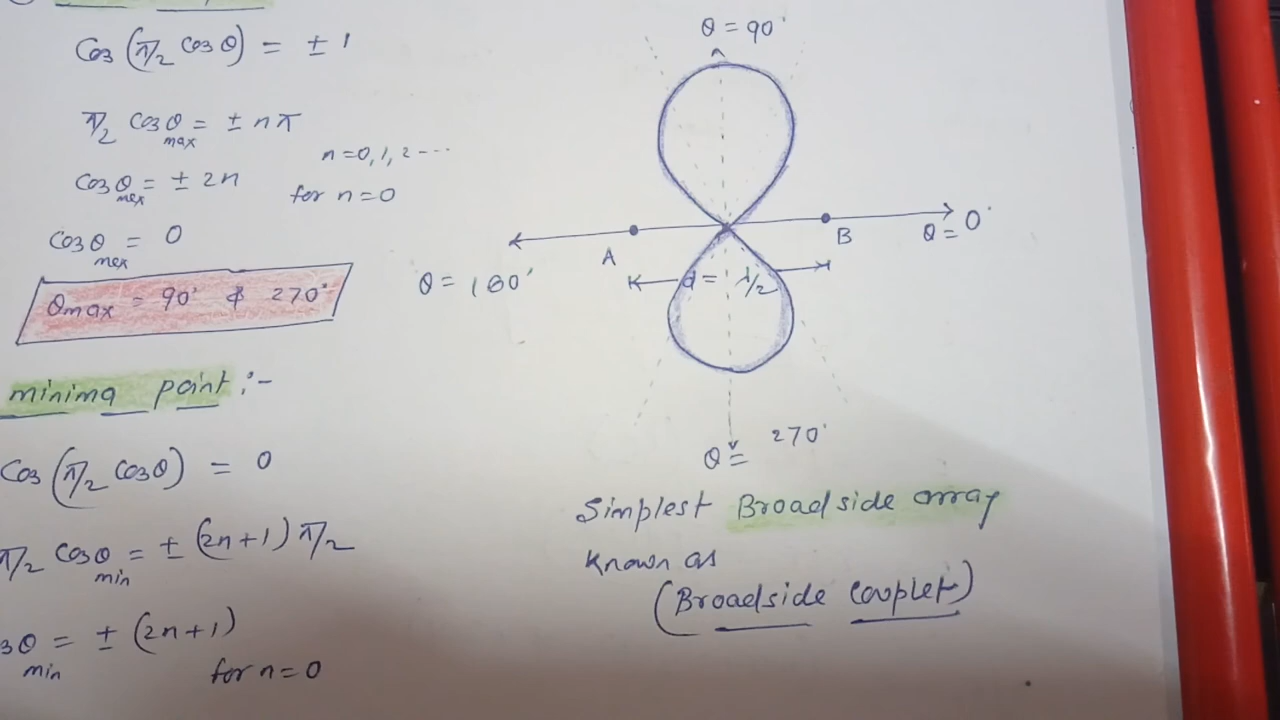 Cos (π/2 Cos θ) = ± 1
π/2 Cos θmax = ± nπ
n = 0, 1, 2 - - - -
Cos θmax = ± 2n
for n = 0
Cos θmax = 0
θmax = 90° & 270°
minima point :-
Cos (π/2 Cos θ) = 0
π/2 Cos θmin = ± (2n+1) π/2
θmin = ± (2n+1)
for n = 0
θ = 90°
A
B
θ = 0°
θ = 180°
d = λ/2
θ = 270°
Simplest Broadside array
known as
(Broadside Couplet)